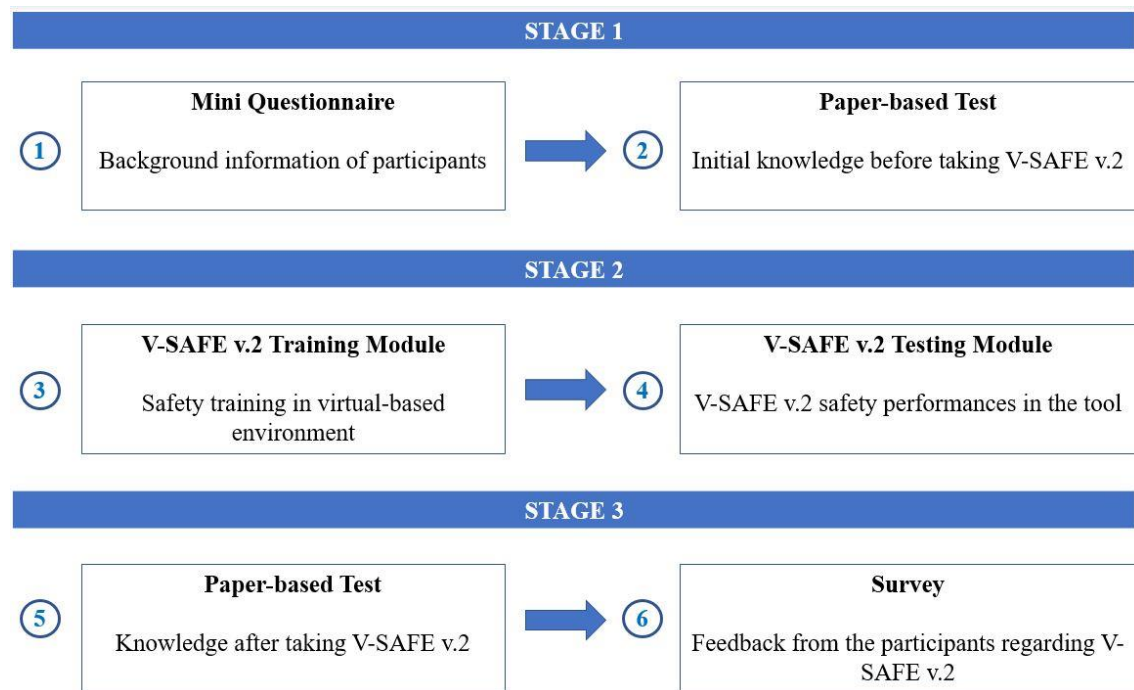 STAGE 1
Mini Questionnaire
1
Background information of participants
Paper-based Test
2
Initial knowledge before taking V-SAFE v.2
STAGE 2
V-SAFE v.2 Training Module
3
Safety training in virtual-based
environment
V-SAFE v.2 Testing Module
4
V-SAFE v.2 safety performances in the tool
STAGE 3
Paper-based Test
5
Knowledge after taking V-SAFE v.2
Survey
6
Feedback from the participants regarding V-
SAFE v.2